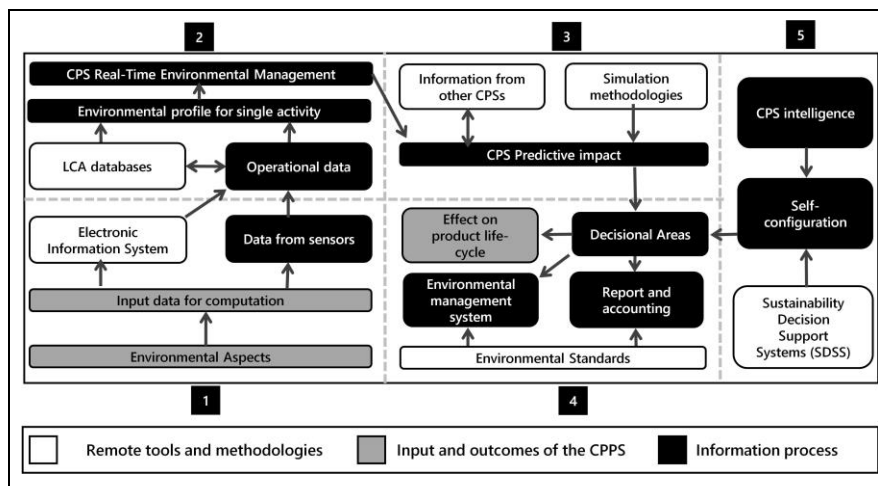 2
3
5
CPS Real-Time Environmental Management
Environmental profile for single activity
LCA databases
Operational data
Electronic
Information System
Data from sensors
Input data for computation
Environmental Aspects
1
Information from
other CPSs
Simulation
methodologies
CPS Predictive impact
Effect on
product life-
cycle
Decisional Areas
Environmental
management
system
Report and
accounting
Environmental Standards
4
CPS intelligence
Self-
configuration
Sustainability
Decision
Support
Systems (SDSS)
Remote tools and methodologies
Input and outcomes of the CPPS
Information process